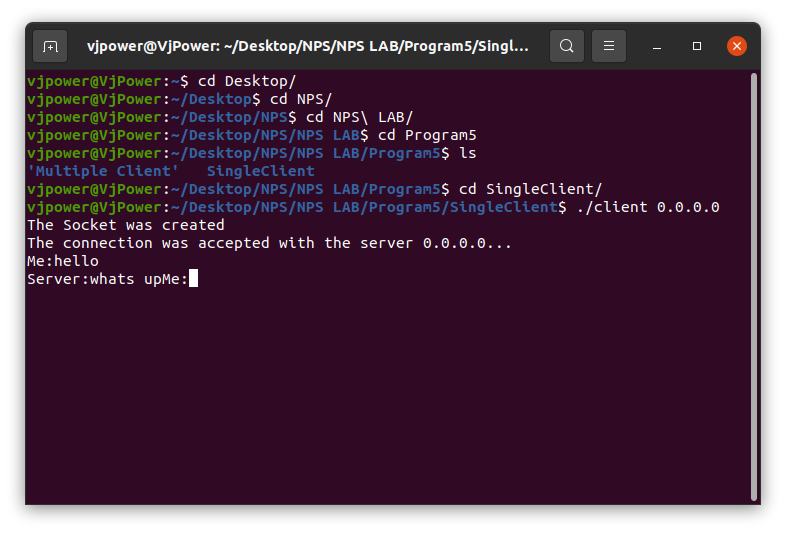 vjpower@VjPower: ~/Desktop/NPS/NPS LAB/Program5/Singl...
vjpower@VjPower:~$ cd Desktop/
vjpower@VjPower:~/Desktop$ cd NPS/
vjpower@VjPower:~/Desktop/NPS$ cd NPS\ LAB/
vjpower@VjPower:~/Desktop/NPS/NPS LAB$ cd Program5
vjpower@VjPower:~/Desktop/NPS/NPS LAB/Program5$ ls
'Multiple Client'   SingleClient
vjpower@VjPower:~/Desktop/NPS/NPS LAB/Program5$ cd SingleClient/
vjpower@VjPower:~/Desktop/NPS/NPS LAB/Program5/SingleClient$ ./client 0.0.0.0
The Socket was created
The connection was accepted with the server 0.0.0.0...
Me:hello
Server:whats upMe: